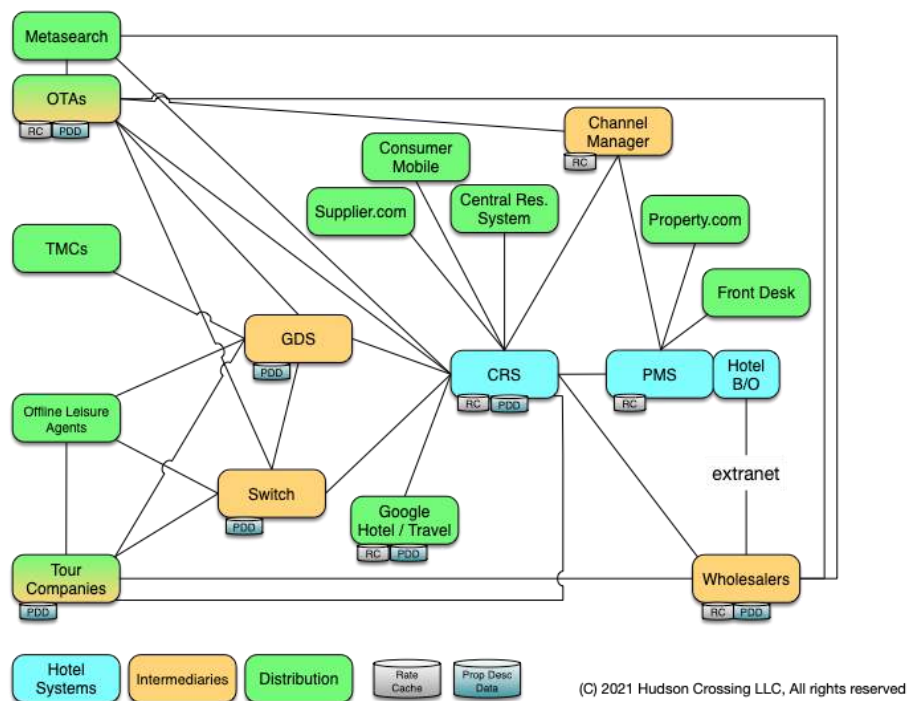 Metasearch
OTAs
RC PDD
Channel
Manager
RC
Consumer
Mobile
Central Res.
System
Supplier.com
Property.com
TMCs
Front Desk
GDS
PDD
CRS
RC PDD
PMS
RC
Hotel
B/O
Offline Leisure
Agents
extranet
Switch
PDD
Google
Hotel / Travel
RC PDD
Tour
Companies
PDD
Wholesalers
RC PDD
Hotel
Systems
Intermediaries
Distribution
Rate
Cache
Prop Desc
Data
(C) 2021 Hudson Crossing LLC, All rights reserved